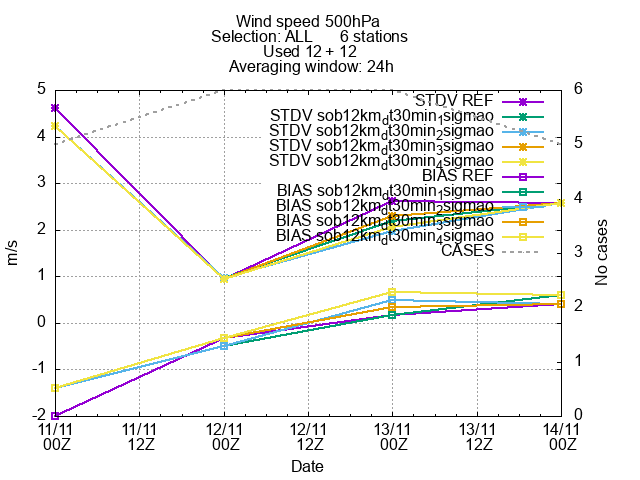 Wind speed 500hPa
Selection: ALL 6 stations
Used 12 + 12
Averaging window: 24h
5
4
3
2
1
0
-1
-2
m/s
6
5
4
3
2
1
0
No cases
STDV REF
STDV sob12km_dt30min_1sigmao
STDV sob12km_dt30min_2sigmao
STDV sob12km_dt30min_3sigmao
STDV sob12km_dt30min_4sigmao
BIAS REF
BIAS sob12km_dt30min_1sigmao
BIAS sob12km_dt30min_2sigmao
BIAS sob12km_dt30min_3sigmao
BIAS sob12km_dt30min_4sigmao
CASES
11/11 11/11 12/11 12/11 13/11 13/11 14/11
00Z 12Z 00Z 12Z 00Z 12Z 00Z
Date